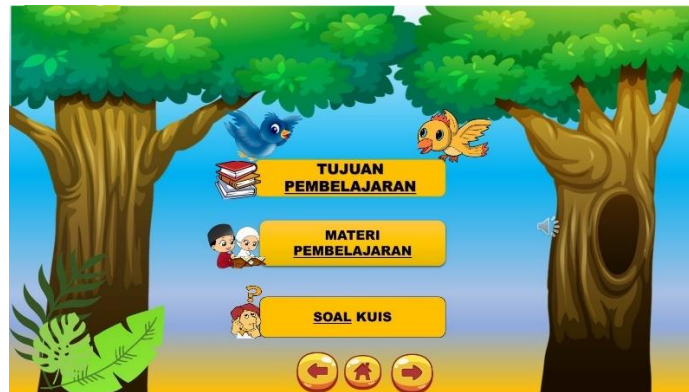 TUJUAN
PEMBELAJARAN
MATERI
PEMBELAJARAN
SOAL KUIS